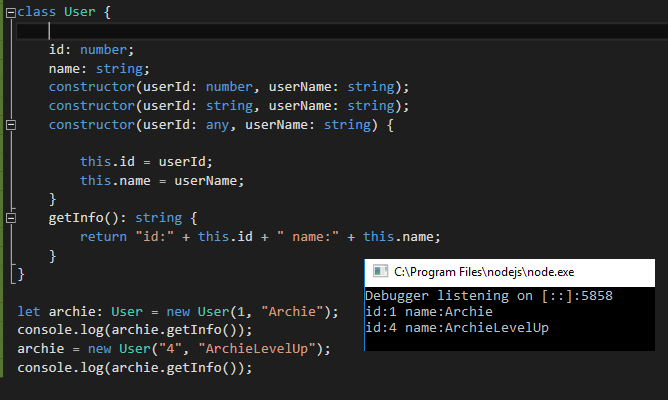 class User {
id: number;
name: string;
constructor(userId: number, userName: string);
constructor(userId: string, userName: string);
constructor(userId: any, userName: string) {
this.id = userId;
this.name = userName;
}
getInfo(): string {
return "id:" + this.id + " name:" + this.name;
}
}
let archie: User = new User(1, "Archie");
console.log(archie.getInfo());
archie = new User("4", "ArchieLevelUp");
console.log(archie.getInfo());
C:\Program Files\nodejs\node.exe
Debugger listening on [::]:5858
id:1 name:Archie
id:4 name:ArchieLevelUp